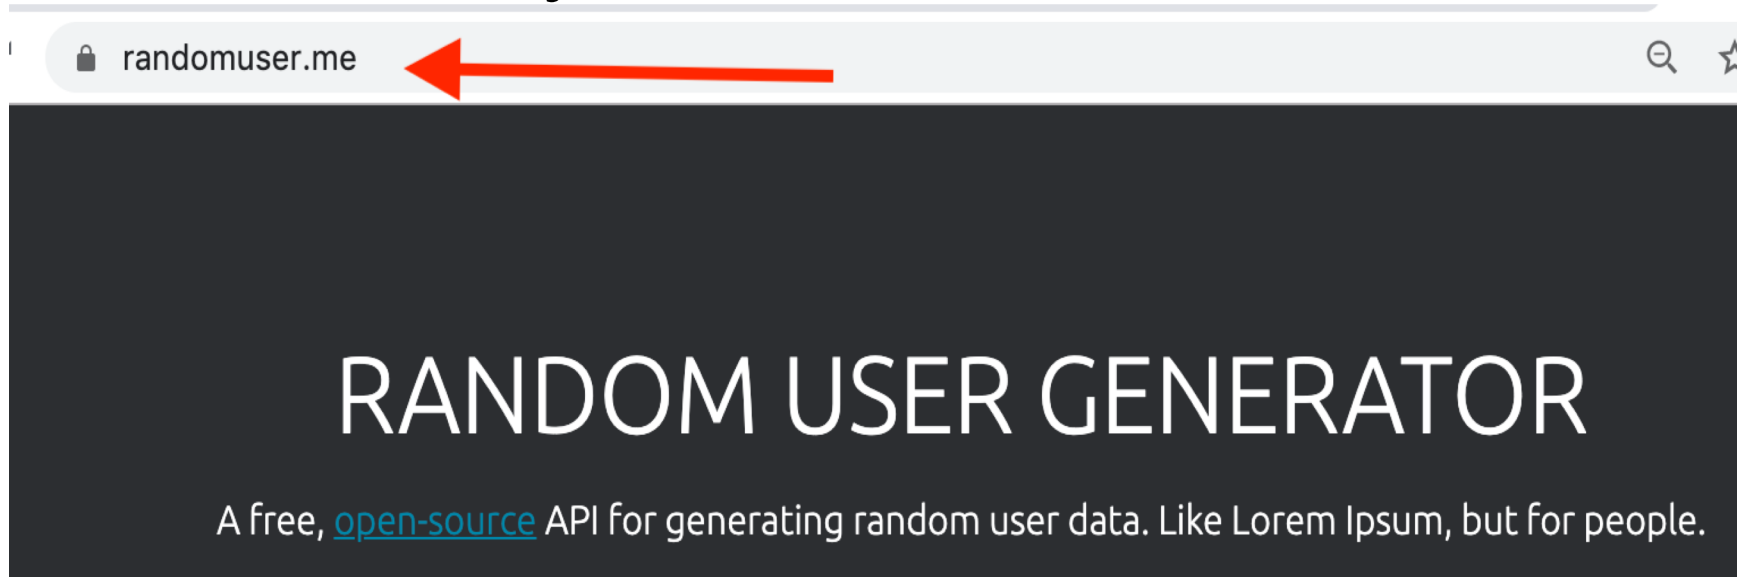 randomuser.me
RANDOM USER GENERATOR
A free, open-source API for generating random user data. Like Lorem Ipsum, but for people.